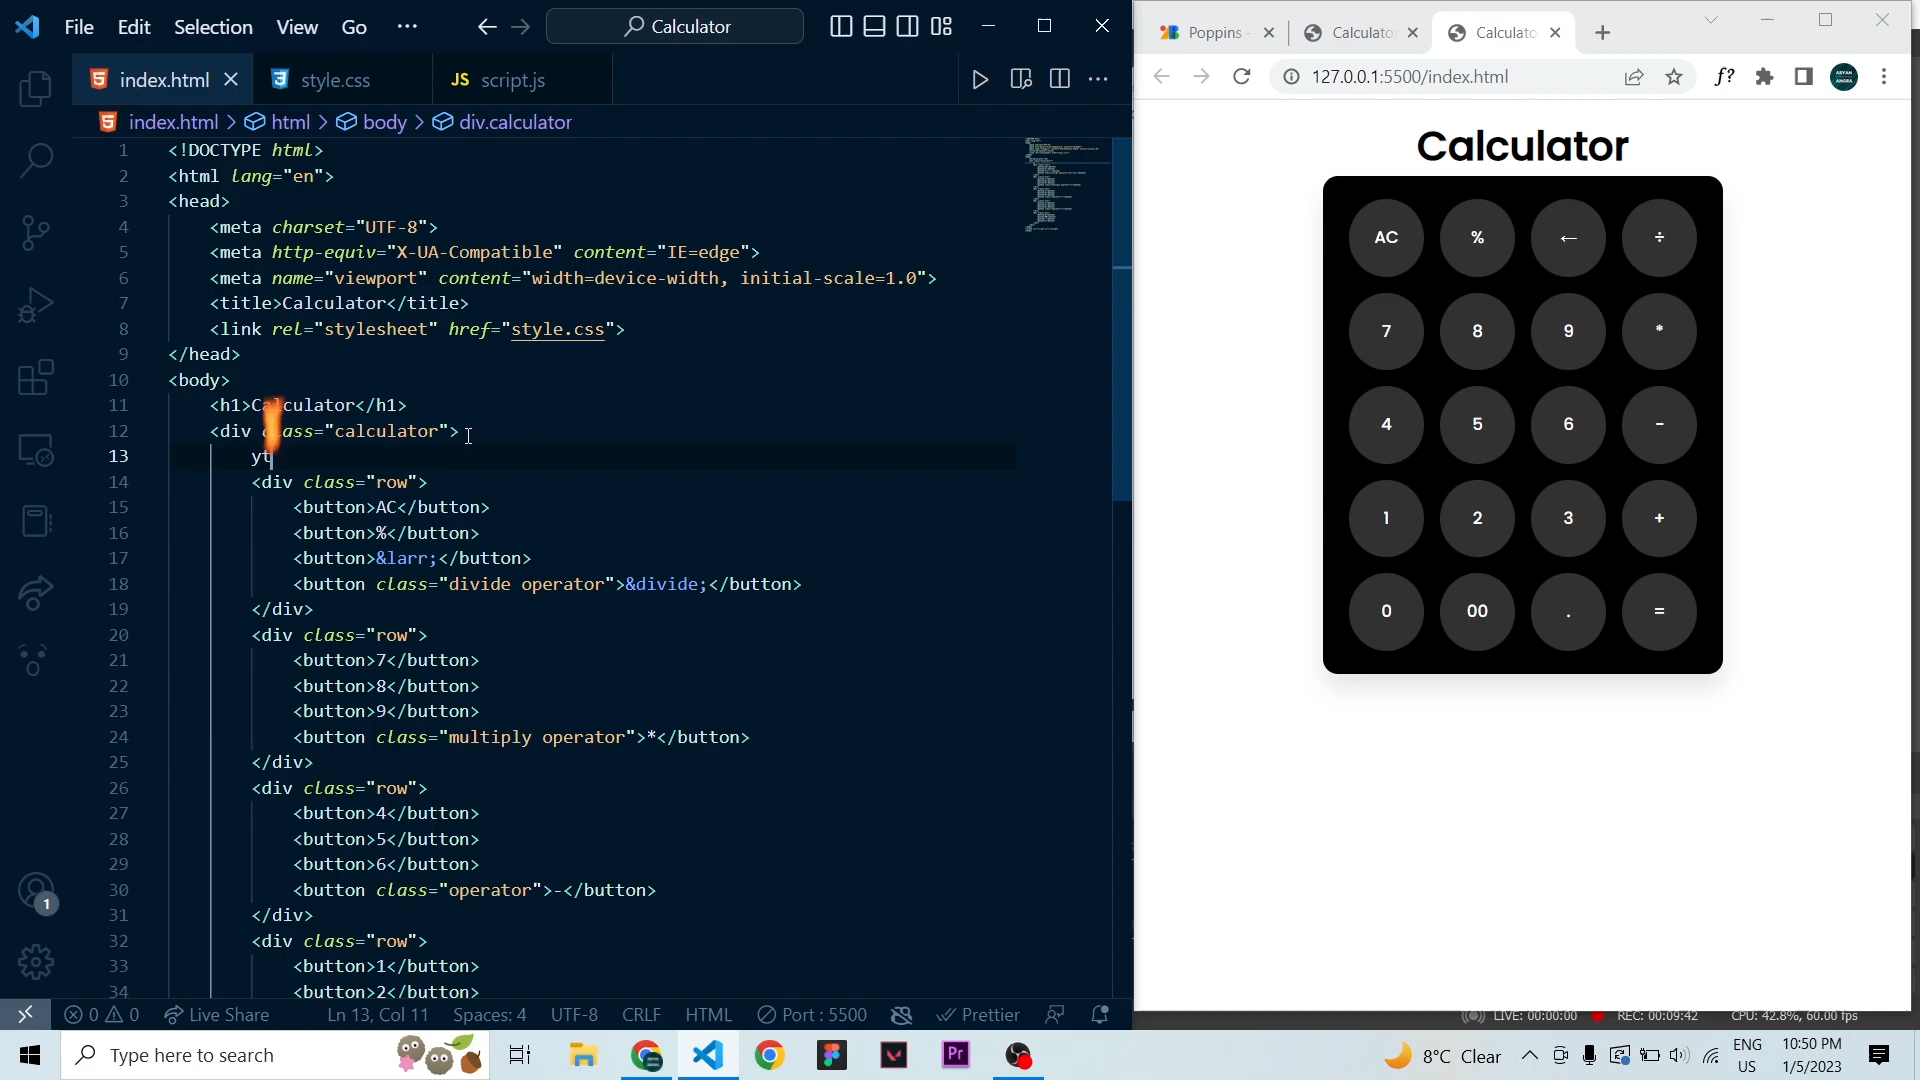 File Edit Selection View Go ··· Calculator
index.html style.css JS script.js
index.html > html > body > div.calculator
1 <!DOCTYPE html>
2 <html lang="en">
3 <head>
4 <meta charset="UTF-8">
5 <meta http-equiv="X-UA-Compatible" content="IE=edge">
6 <meta name="viewport" content="width=device-width, initial-scale=1.0">
7 <title>Calculator</title>
8 <link rel="stylesheet" href="style.css">
9 </head>
10 <body>
11 <h1>Calculator</h1>
12 <div class="calculator">
13 yt
14 <div class="row">
15 <button>AC</button>
16 <button>%</button>
17 <button>&larr;</button>
18 <button class="divide operator">&divide;</button>
19 </div>
20 <div class="row">
21 <button>7</button>
22 <button>8</button>
23 <button>9</button>
24 <button class="multiply operator">*</button>
25 </div>
26 <div class="row">
27 <button>4</button>
28 <button>5</button>
29 <button>6</button>
30 <button class="operator">-</button>
31 </div>
32 <div class="row">
33 <button>1</button>
34 <button>2</button>
1
0 0 Live Share Ln 13, Col 11 Spaces: 4 UTF-8 CRLF HTML Port : 5500 Prettier
Poppins - Calculato Calculato
127.0.0.1:5500/index.html f?
Calculator
AC % ← ÷
7 8 9 *
4 5 6 -
1 2 3 +
0 00 . =
LIVE: 00:00:00 REC: 00:09:42 CPU: 42.8%, 60.00 fps
Type here to search
Pr
8°C Clear
ENG
US
10:50 PM
1/5/2023